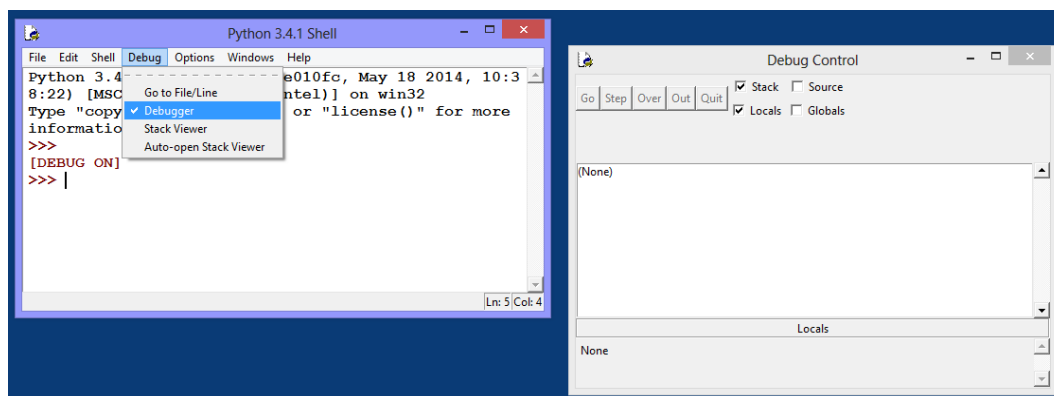 Python 3.4.1 Shell
File Edit Shell Debug Options Windows Help
Python 3.4 e010fc, May 18 2014, 10:3
8:22) [MSC ntel)] on win32
Type "copy or "license()" for more
informatio
>>>
[DEBUG ON]
>>>
Go to File/Line
Debugger
Stack Viewer
Auto-open Stack Viewer
Ln: 5 Col: 4
Debug Control
Go Step Over Out Quit
Stack Source
Locals Globals
(None)
Locals
None